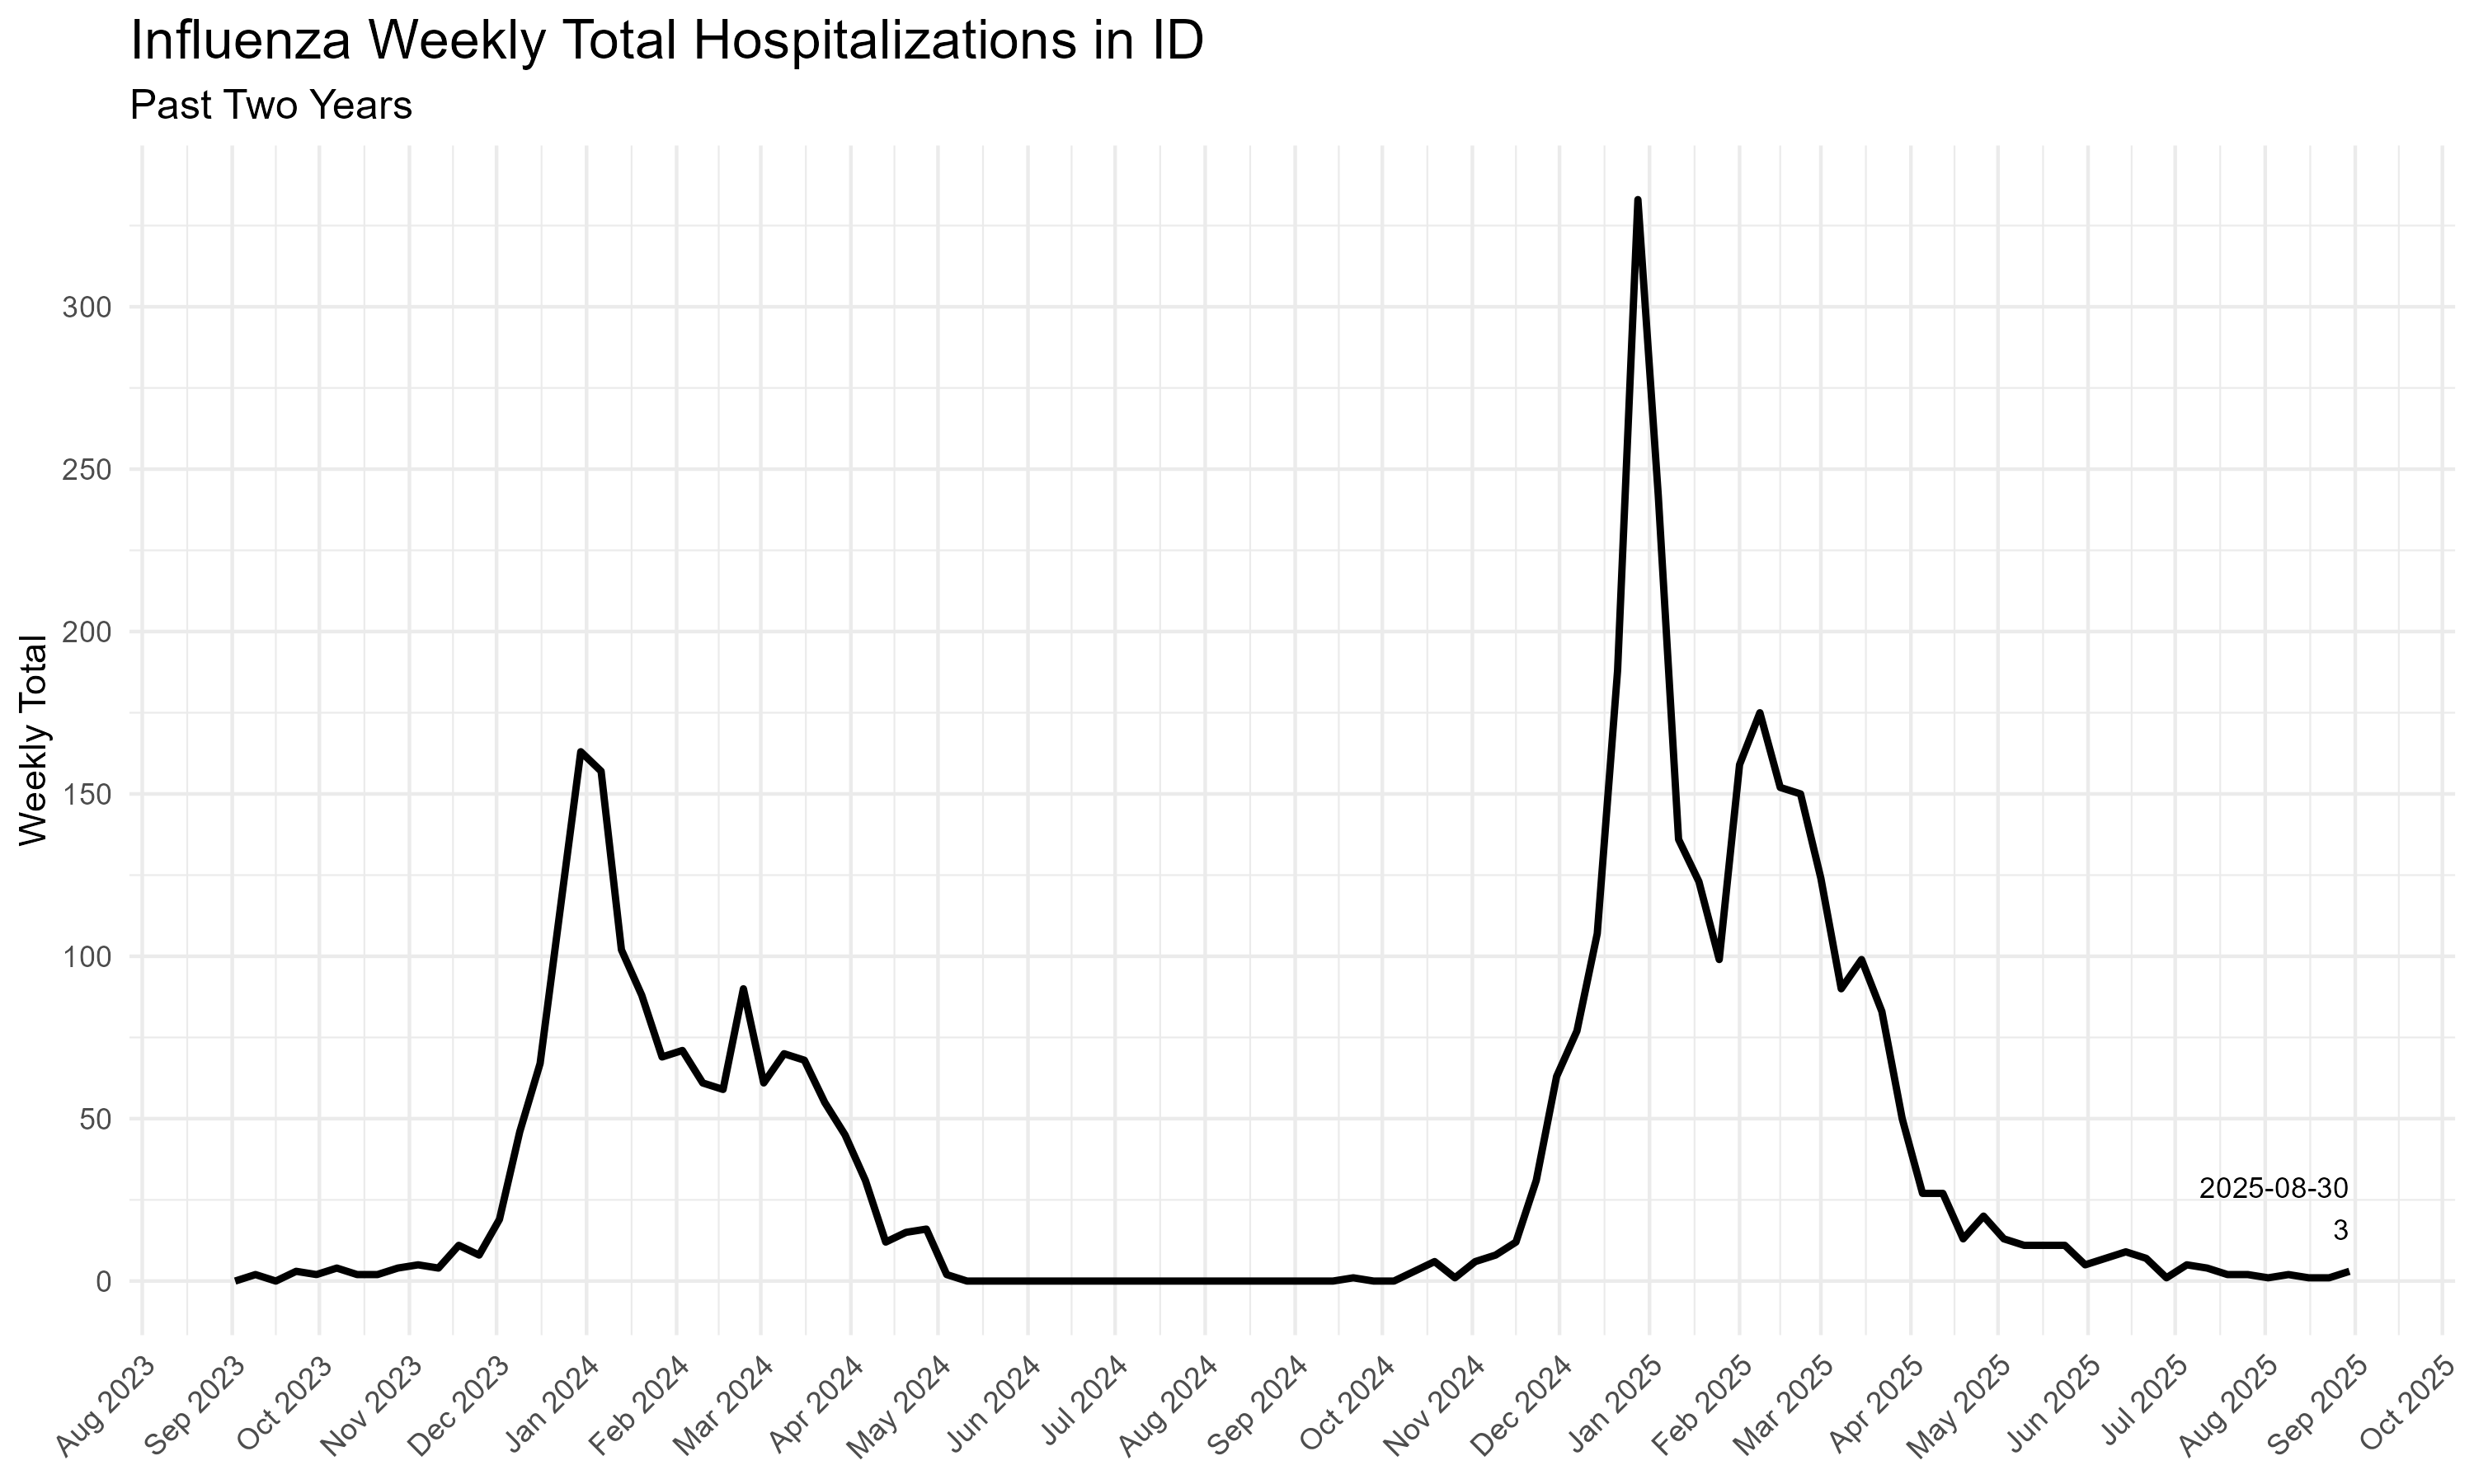 Influenza Weekly Total Hospitalizations in ID
Past Two Years
Weekly Total
300
250
200
150
100
50
0
2025-08-30
3
Aug 2023
Sep 2023
Oct 2023
Nov 2023
Dec 2023
Jan 2024
Feb 2024
Mar 2024
Apr 2024
May 2024
Jun 2024
Jul 2024
Aug 2024
Sep 2024
Oct 2024
Nov 2024
Dec 2024
Jan 2025
Feb 2025
Mar 2025
Apr 2025
May 2025
Jun 2025
Jul 2025
Aug 2025
Sep 2025
Oct 2025